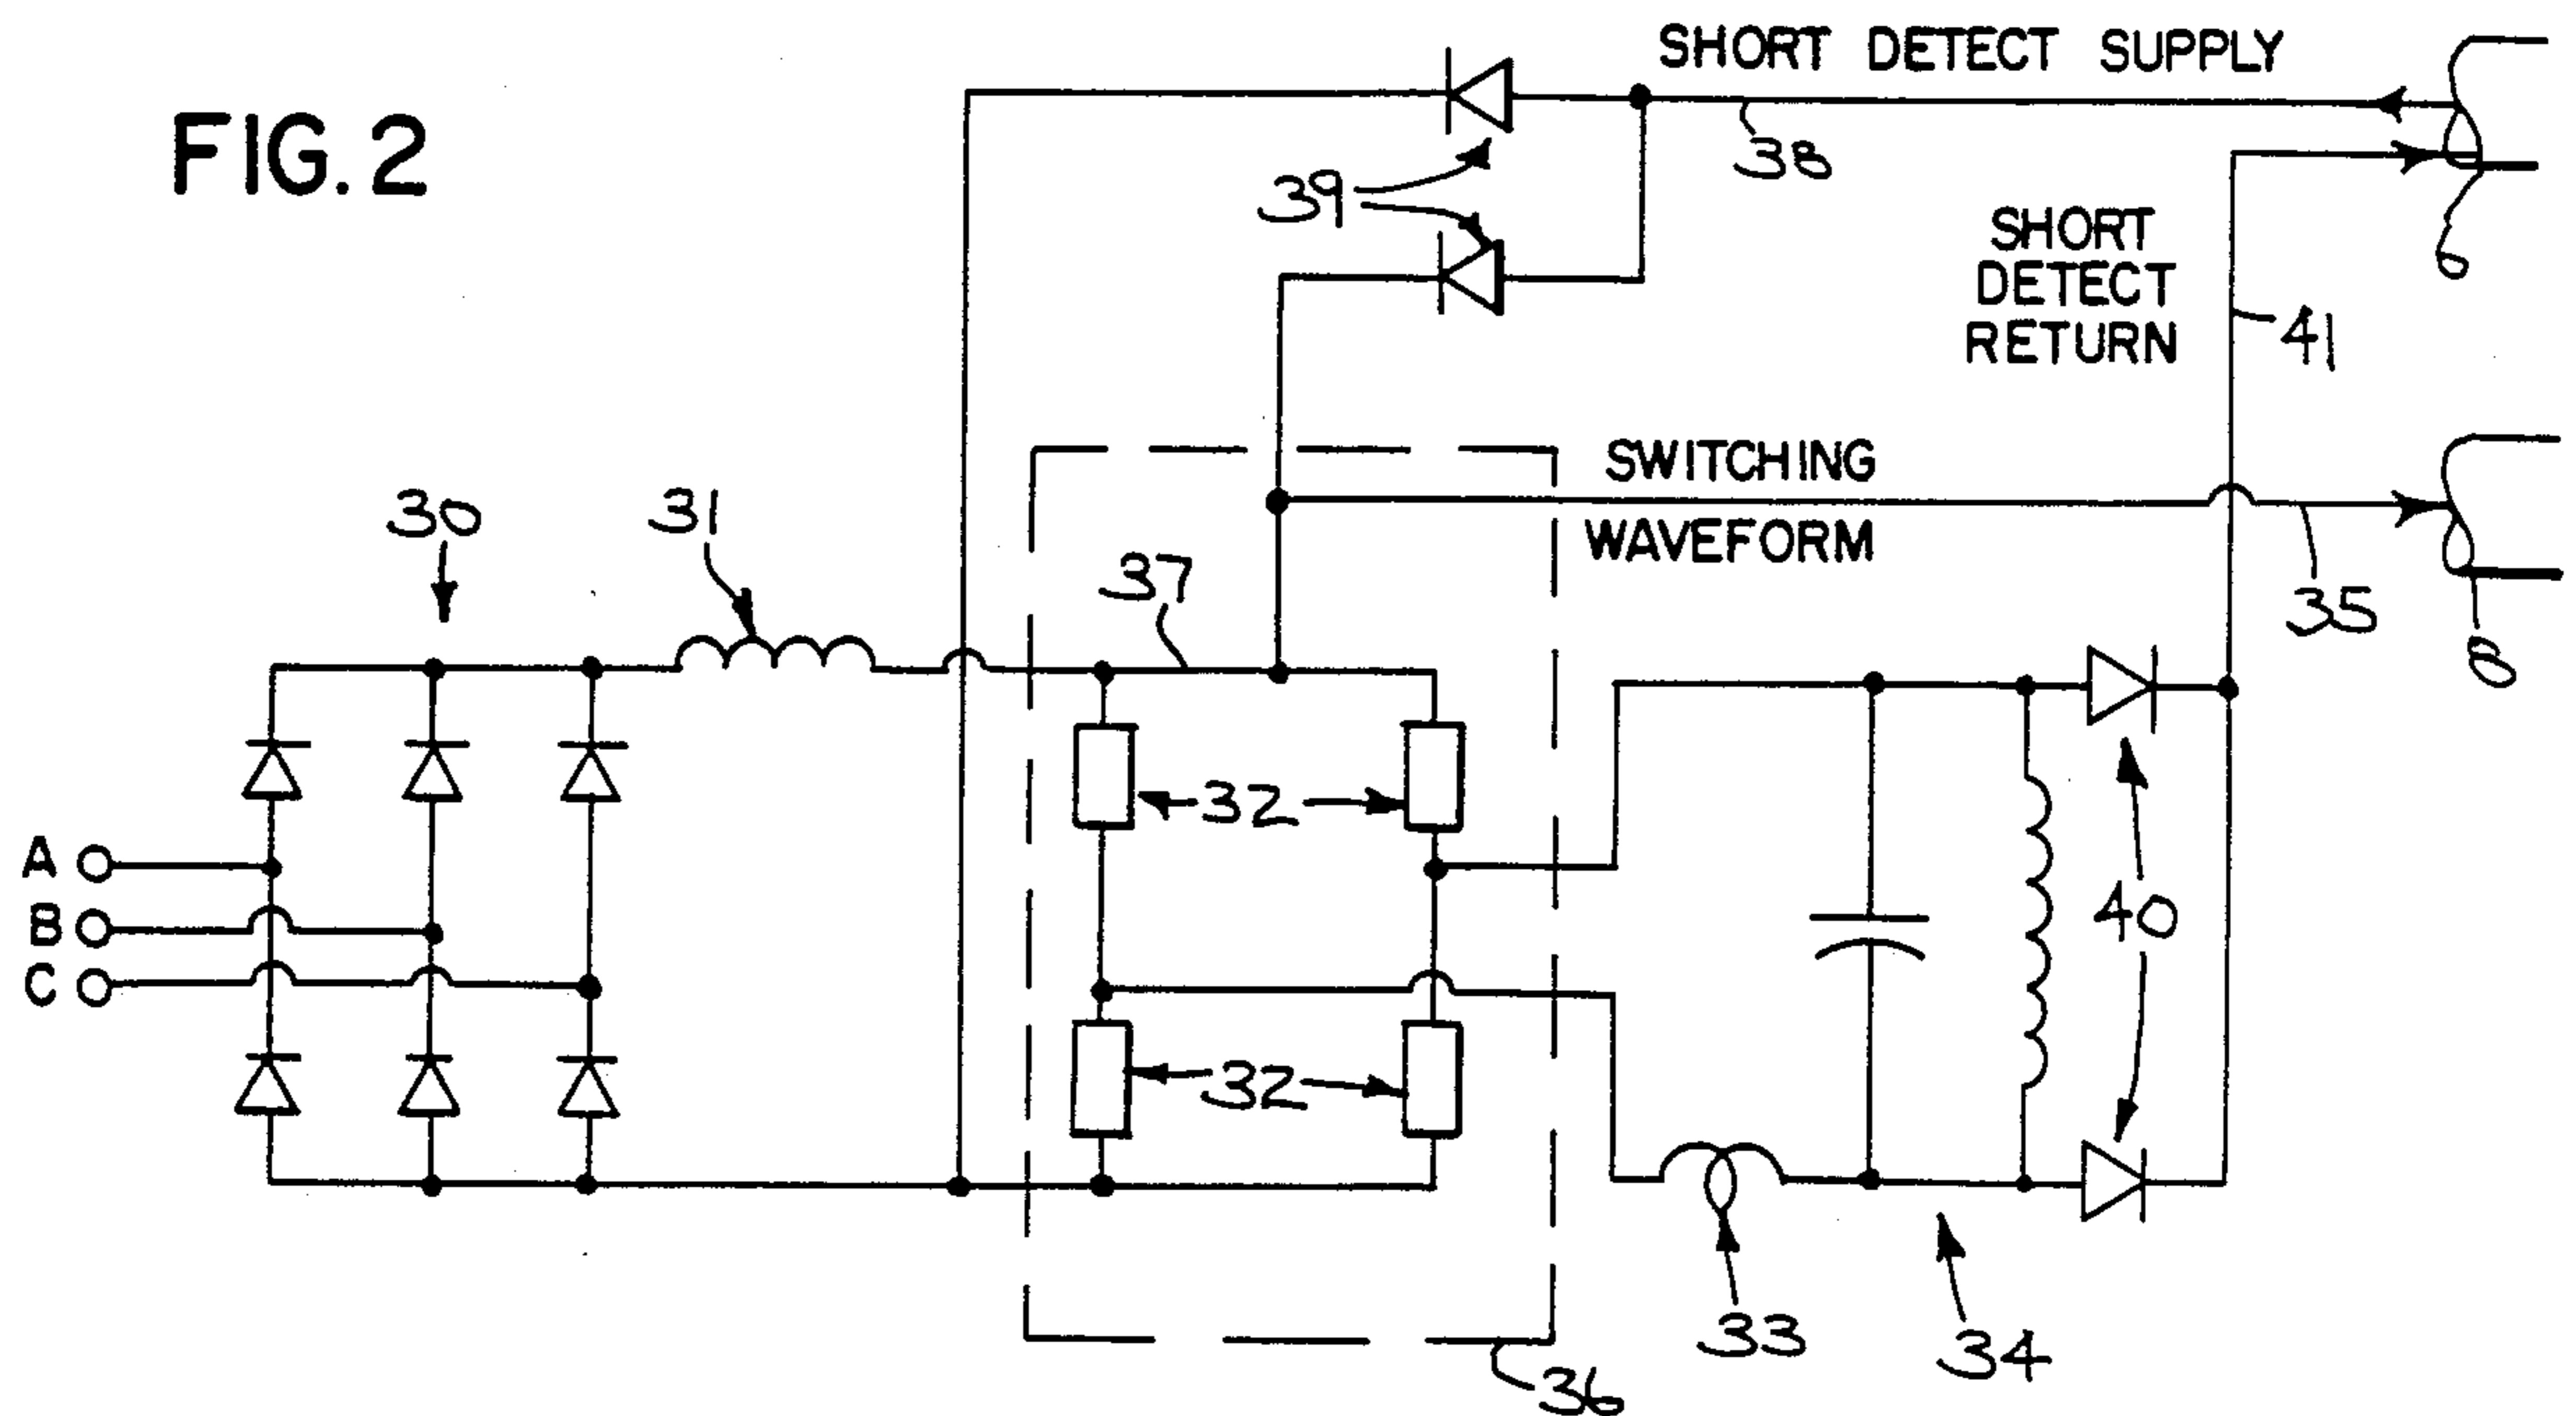 FIG. 2
SHORT DETECT SUPPLY
38
39
SHORT
DETECT
RETURN
41
8
SWITCHING
WAVEFORM
35
8
30
31
37
A
B
C
32
32
40
33
34
36